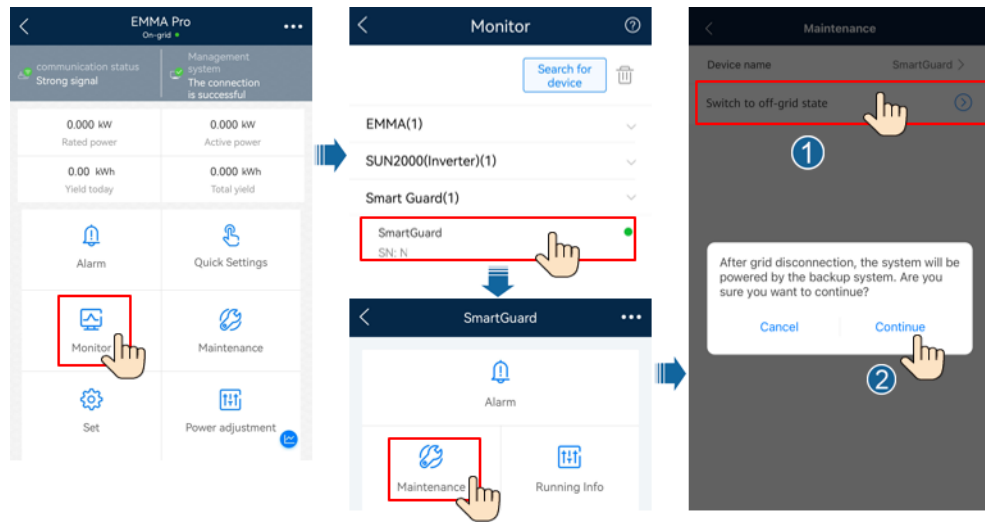 EMMA Pro
On-grid
communication status
Strong signal
Management
system
The connection
is successful
0.000 kW
Rated power
0.000 kW
Active power
0.00 kWh
Yield today
0.000 kWh
Total yield
Alarm
Quick Settings
Monitor
Maintenance
Set
Power adjustment
Monitor
Search for
device
EMMA(1)
SUN2000(Inverter)(1)
Smart Guard(1)
SmartGuard
SN: N
SmartGuard
Alarm
Maintenance
Running Info
Maintenance
Device name
SmartGuard
Switch to off-grid state
1
After grid disconnection, the system will be
powered by the backup system. Are you
sure you want to continue?
Cancel
Continue
2